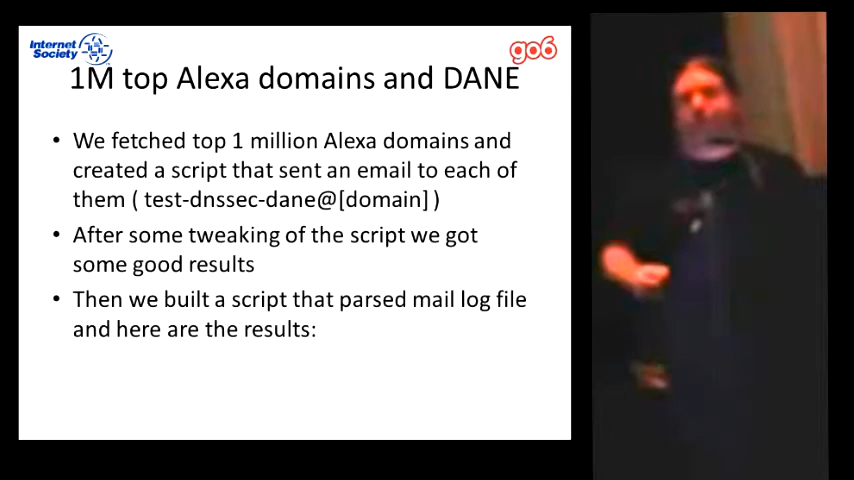 Internet
Society
go6
1M top Alexa domains and DANE
• We fetched top 1 million Alexa domains and
created a script that sent an email to each of
them ( test-dnssec-dane@[domain] )
• After some tweaking of the script we got
some good results
• Then we built a script that parsed mail log file
and here are the results: